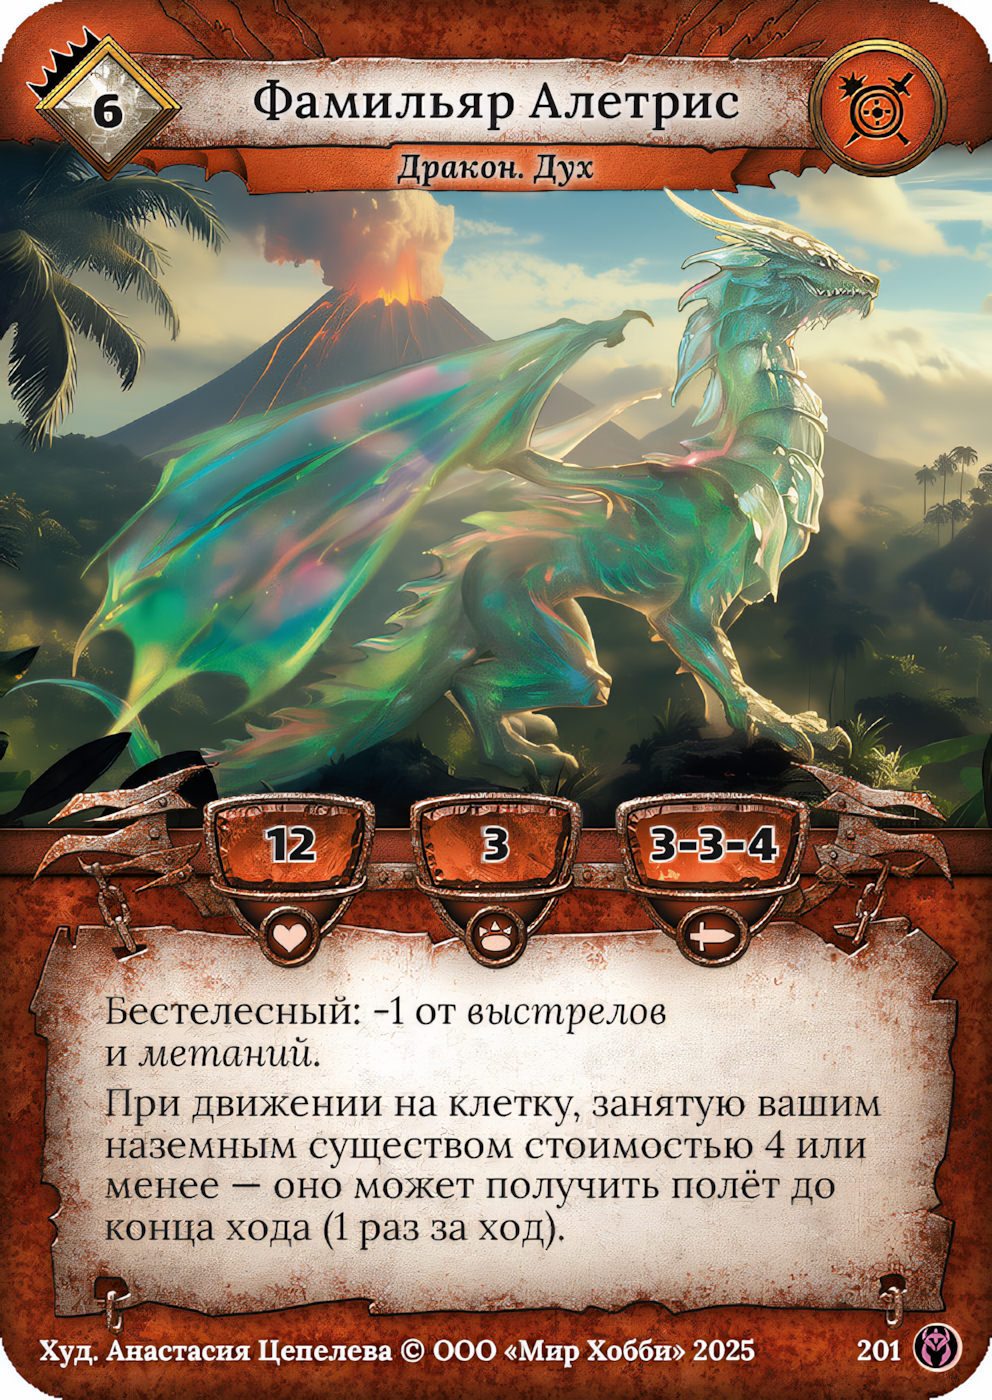 6
Фамильяр Алетрис
Дракон. Дух
12
3
3-3-4
Бестелесный: -1 от выстрелов
и метаний.
При движении на клетку, занятую вашим
наземным существом стоимостью 4 или
менее — оно может получить полёт до
конца хода (1 раз за ход).
Худ. Анастасия Цепелева © ООО «Мир Хобби» 2025
201